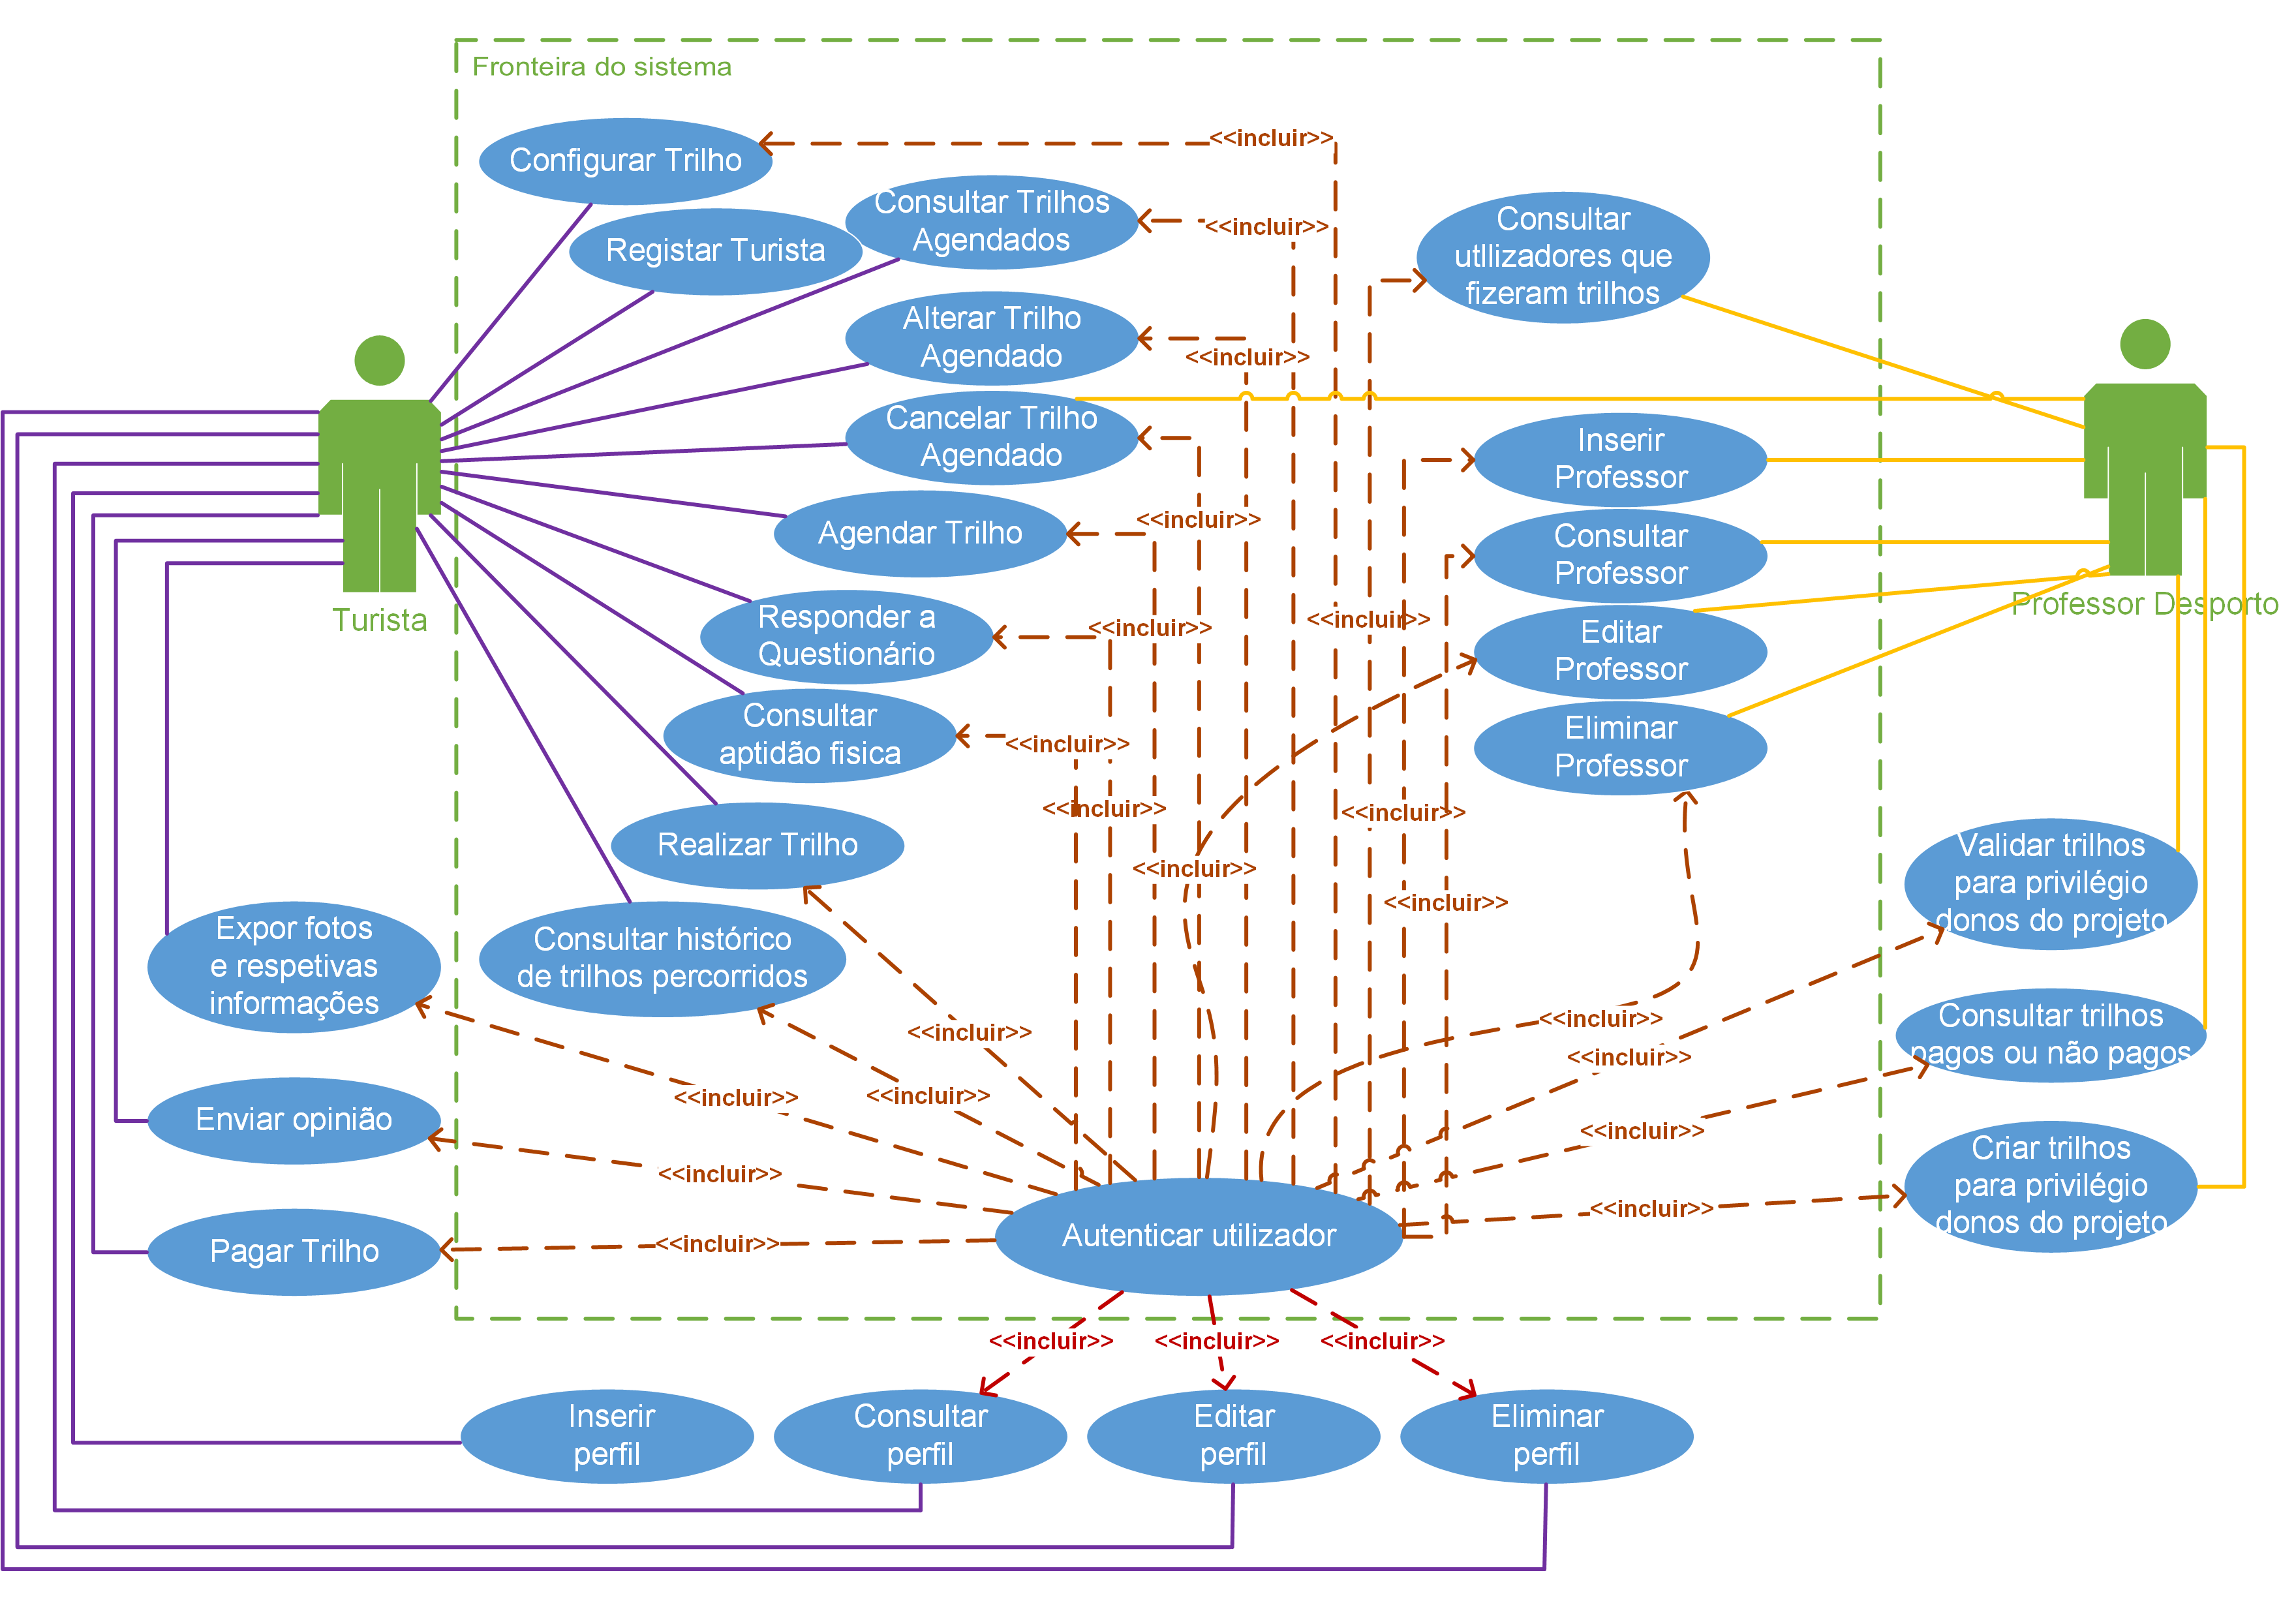 Fronteira do sistema
Configurar Trilho
<<incluir>>
Consultar Trilhos
Agendados
<<incluir>>
Registar Turista
Consultar
utllizadores que
fizeram trilhos
Alterar Trilho
Agendado
<<incluir>>
Cancelar Trilho
Agendado
Inserir
Professor
Agendar Trilho
<<incluir>>
Consultar
Professor
Turista
Professor Desporto
Responder a
Questionário
<<incluir>>
<<incluir>>
Editar
Professor
Consultar
aptidão fisica
<<incluir>>
Eliminar
Professor
<<incluir>>
<<incluir>>
Realizar Trilho
<<incluir>>
<<incluir>>
Validar trilhos
para privilégio
donos do projeto
Expor fotos
e respetivas
informações
Consultar histórico
de trilhos percorridos
<<incluir>>
<<incluir>>
<<incluir>>
Consultar trilhos
pagos ou não pagos
<<incluir>>
<<incluir>>
Enviar opinião
<<incluir>>
<<incluir>>
Criar trilhos
para privilégio
donos do projeto
Pagar Trilho
<<incluir>>
Autenticar utilizador
<<incluir>>
<<incluir>>
<<incluir>>
<<incluir>>
Inserir
perfil
Consultar
perfil
Editar
perfil
Eliminar
perfil